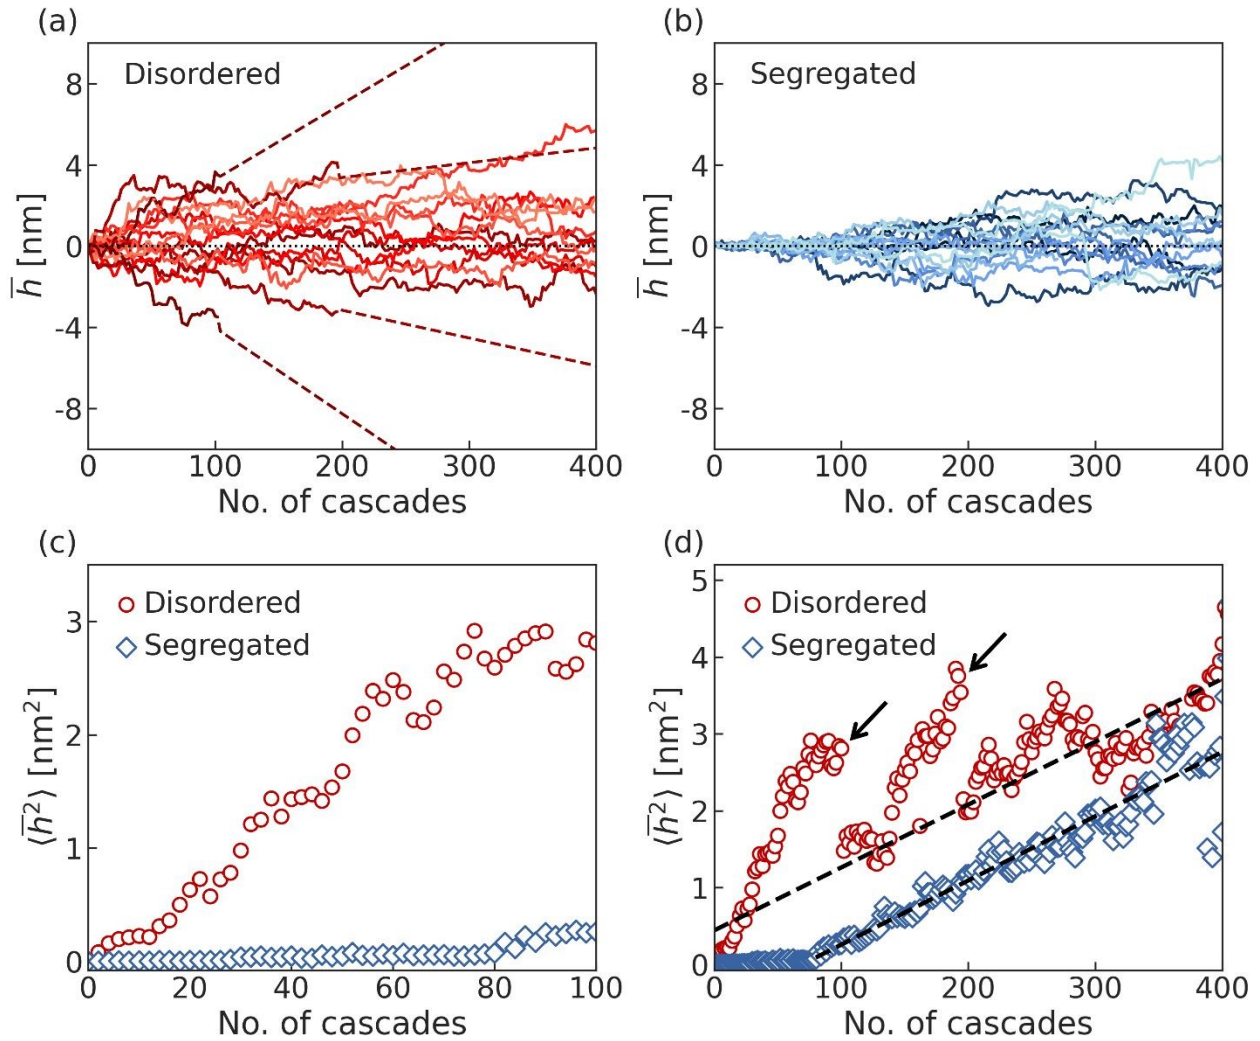 (a)
Disordered
8
4
0
-4
-8
h̅ [nm]
0 100 200 300 400
No. of cascades
(b)
Segregated
8
4
0
-4
-8
h̅ [nm]
0 100 200 300 400
No. of cascades
(c)
Disordered
Segregated
3
2
1
0
⟨h̅²⟩ [nm²]
0 20 40 60 80 100
No. of cascades
(d)
Disordered
Segregated
5
4
3
2
1
0
⟨h̅²⟩ [nm²]
0 100 200 300 400
No. of cascades